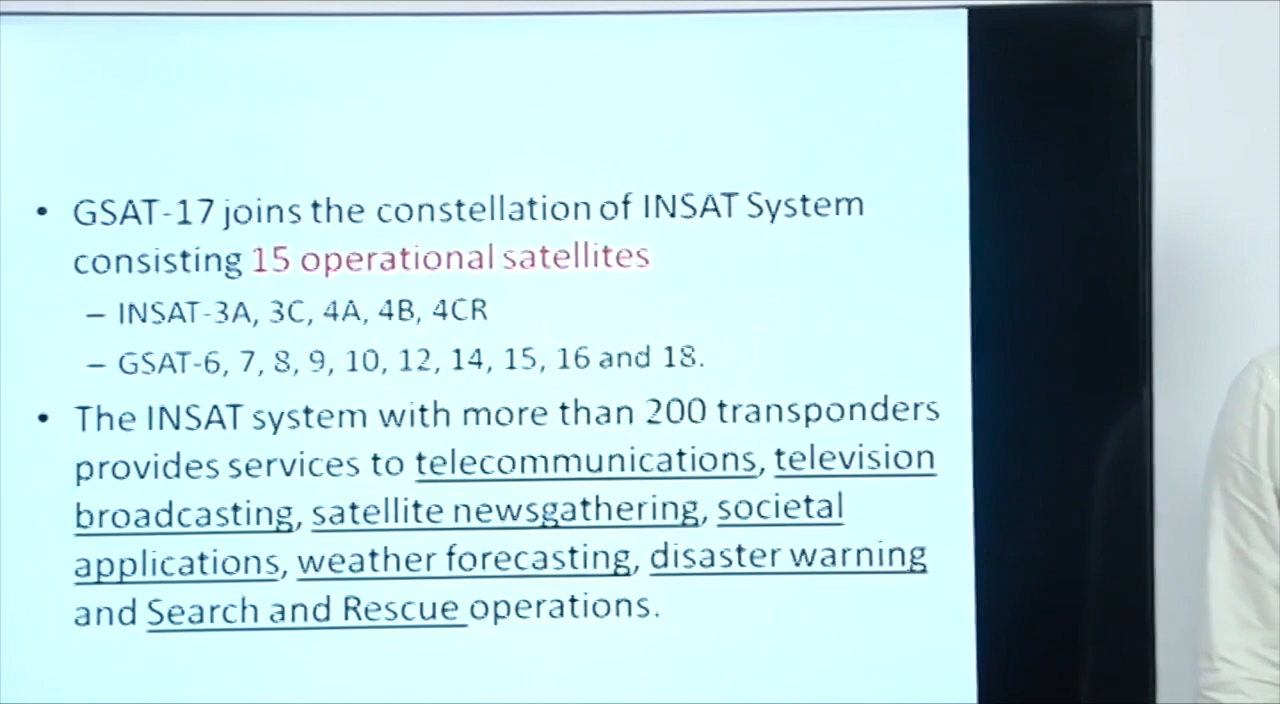 • GSAT-17 joins the constellation of INSAT System
consisting 15 operational satellites
– INSAT-3A, 3C, 4A, 4B, 4CR
– GSAT-6, 7, 8, 9, 10, 12, 14, 15, 16 and 18.
• The INSAT system with more than 200 transponders
provides services to telecommunications, television
broadcasting, satellite newsgathering, societal
applications, weather forecasting, disaster warning
and Search and Rescue operations.